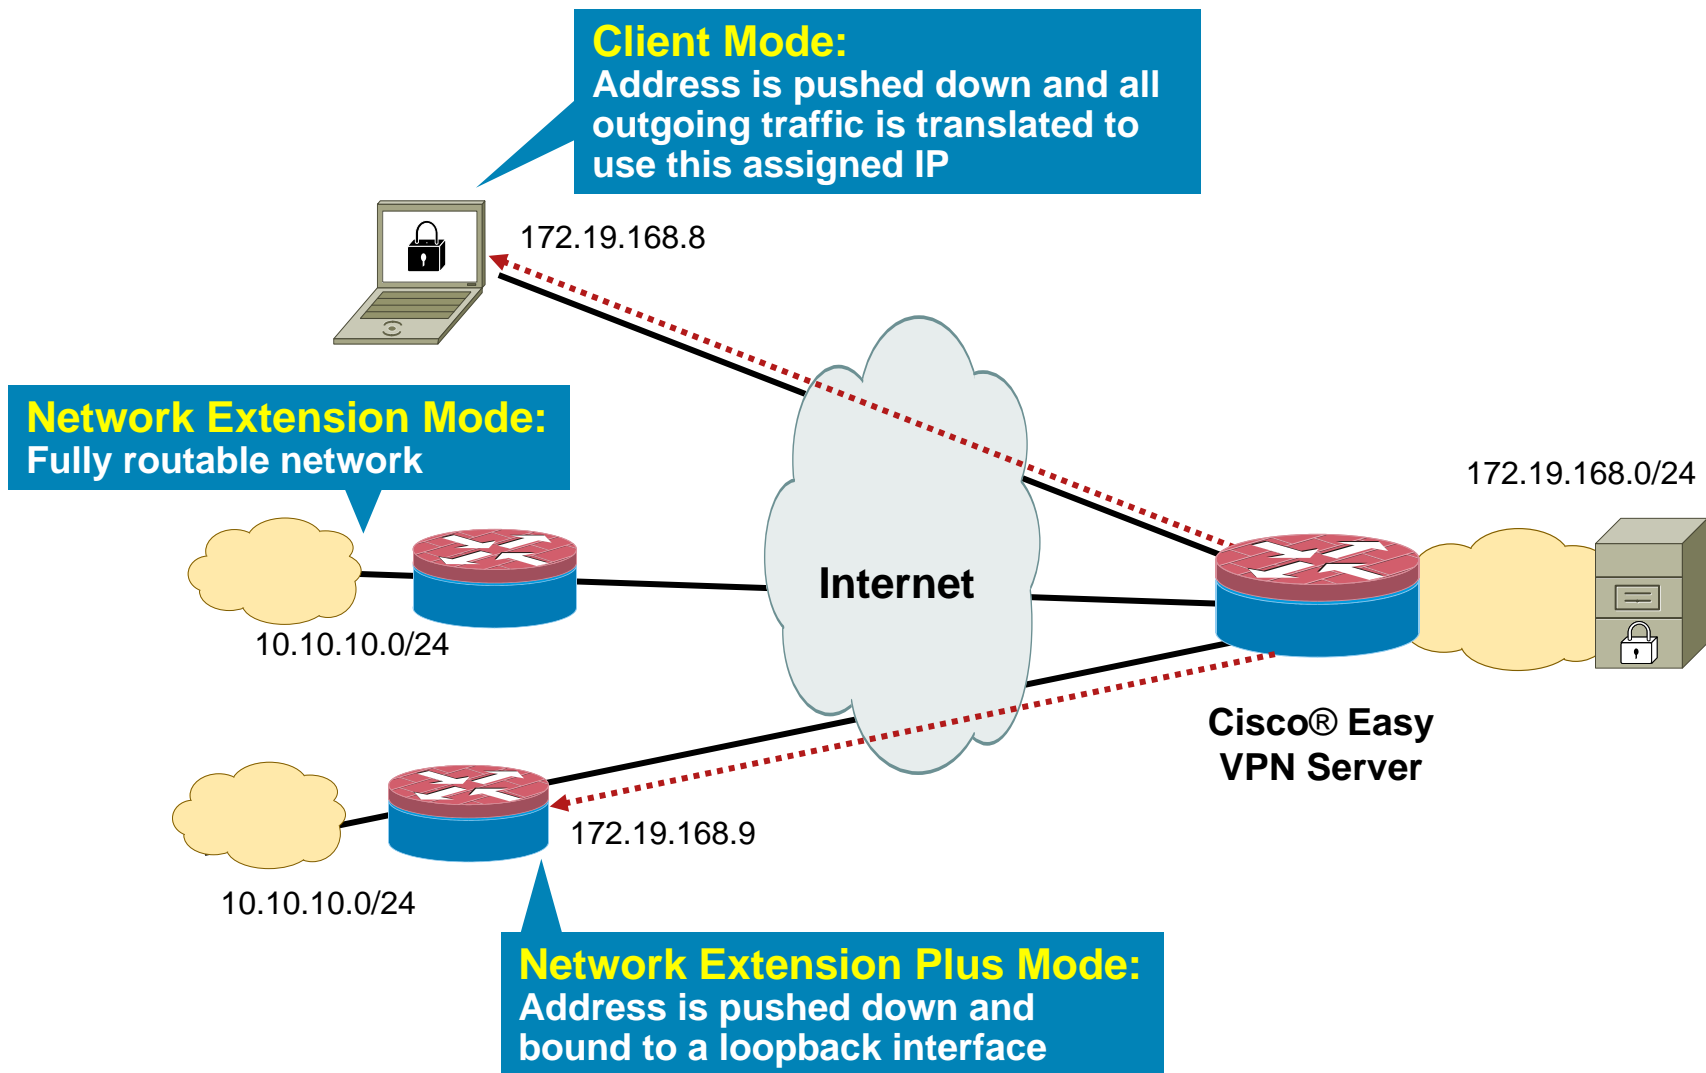 Client Mode:
Address is pushed down and all
outgoing traffic is translated to
use this assigned IP
172.19.168.8
Network Extension Mode:
Fully routable network
172.19.168.0/24
Internet
10.10.10.0/24
Cisco® Easy
VPN Server
172.19.168.9
10.10.10.0/24
Network Extension Plus Mode:
Address is pushed down and
bound to a loopback interface